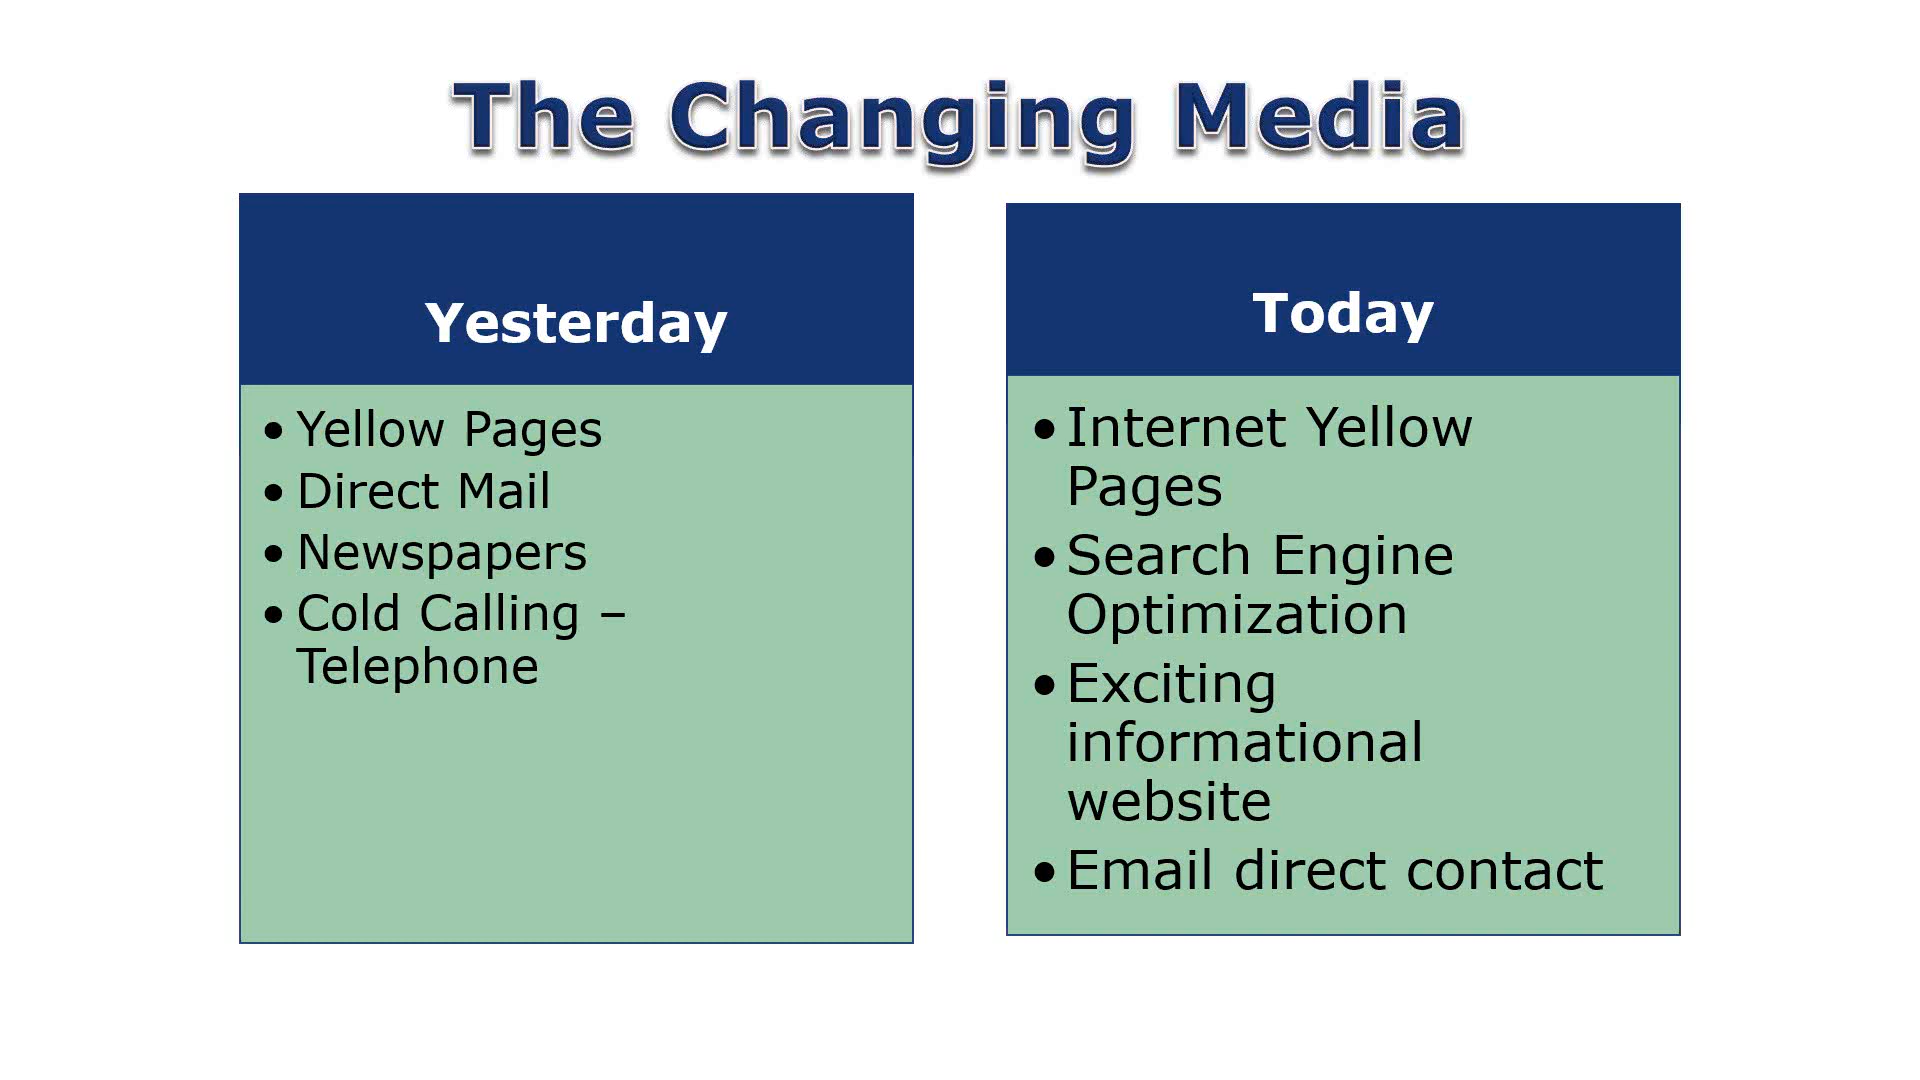 The Changing Media
Yesterday
• Yellow Pages
• Direct Mail
• Newspapers
• Cold Calling –
Telephone
Today
• Internet Yellow
Pages
• Search Engine
Optimization
• Exciting
informational
website
• Email direct contact